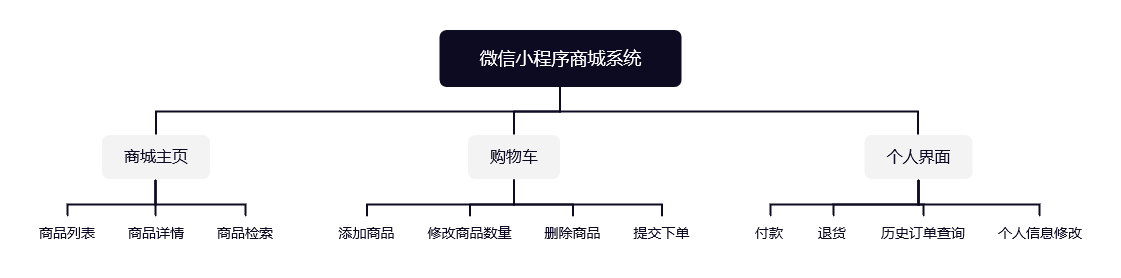 微信小程序商城系统
商城主页
购物车
个人界面
商品列表
商品详情
商品检索
添加商品
修改商品数量
删除商品
提交下单
付款
退货
历史订单查询
个人信息修改